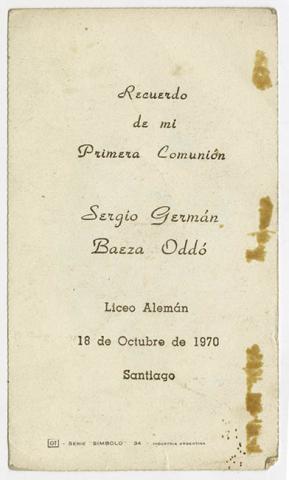 Recuerdo
de mi
Primera Comunión
Sergio Germán
Baeza Oddó
Liceo Alemán
18 de Octubre de 1970
Santiago
GT - SERIE "SIMBOLO" 34 - INDUSTRIA ARGENTINA